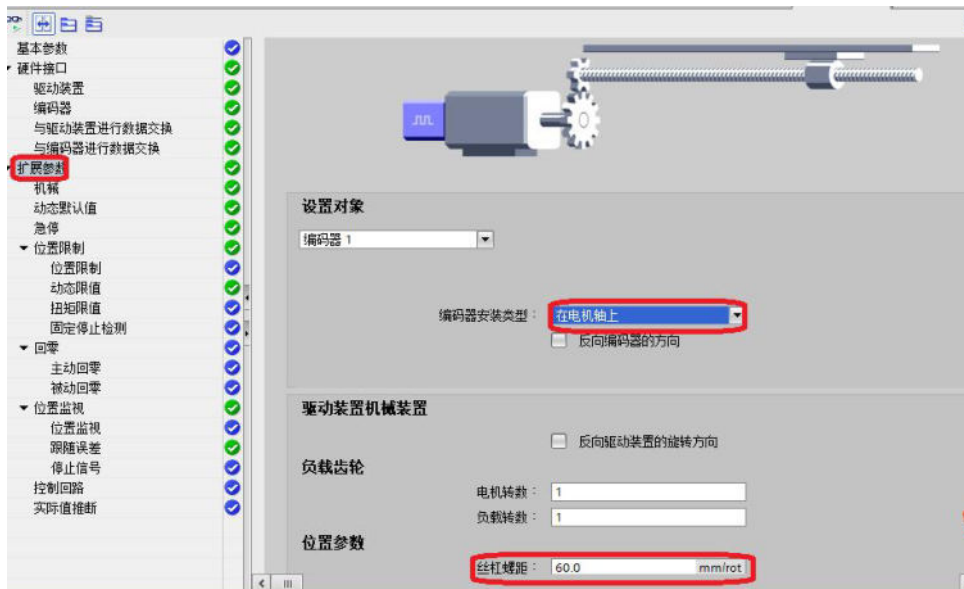 基本参数
硬件接口
驱动装置
编码器
与驱动装置进行数据交换
与编码器进行数据交换
扩展参数
机械
动态默认值
急停
位置限制
位置限制
动态限值
扭矩限值
固定停止检测
回零
主动回零
被动回零
位置监视
位置监视
跟随误差
停止信号
控制回路
实际值推断
设置对象
编码器 1
编码器安装类型：在电机轴上
反向编码器的方向
驱动装置机械装置
反向驱动装置的旋转方向
负载齿轮
电机转数：1
负载转数：1
位置参数
丝杠螺距：60.0 mm/rot